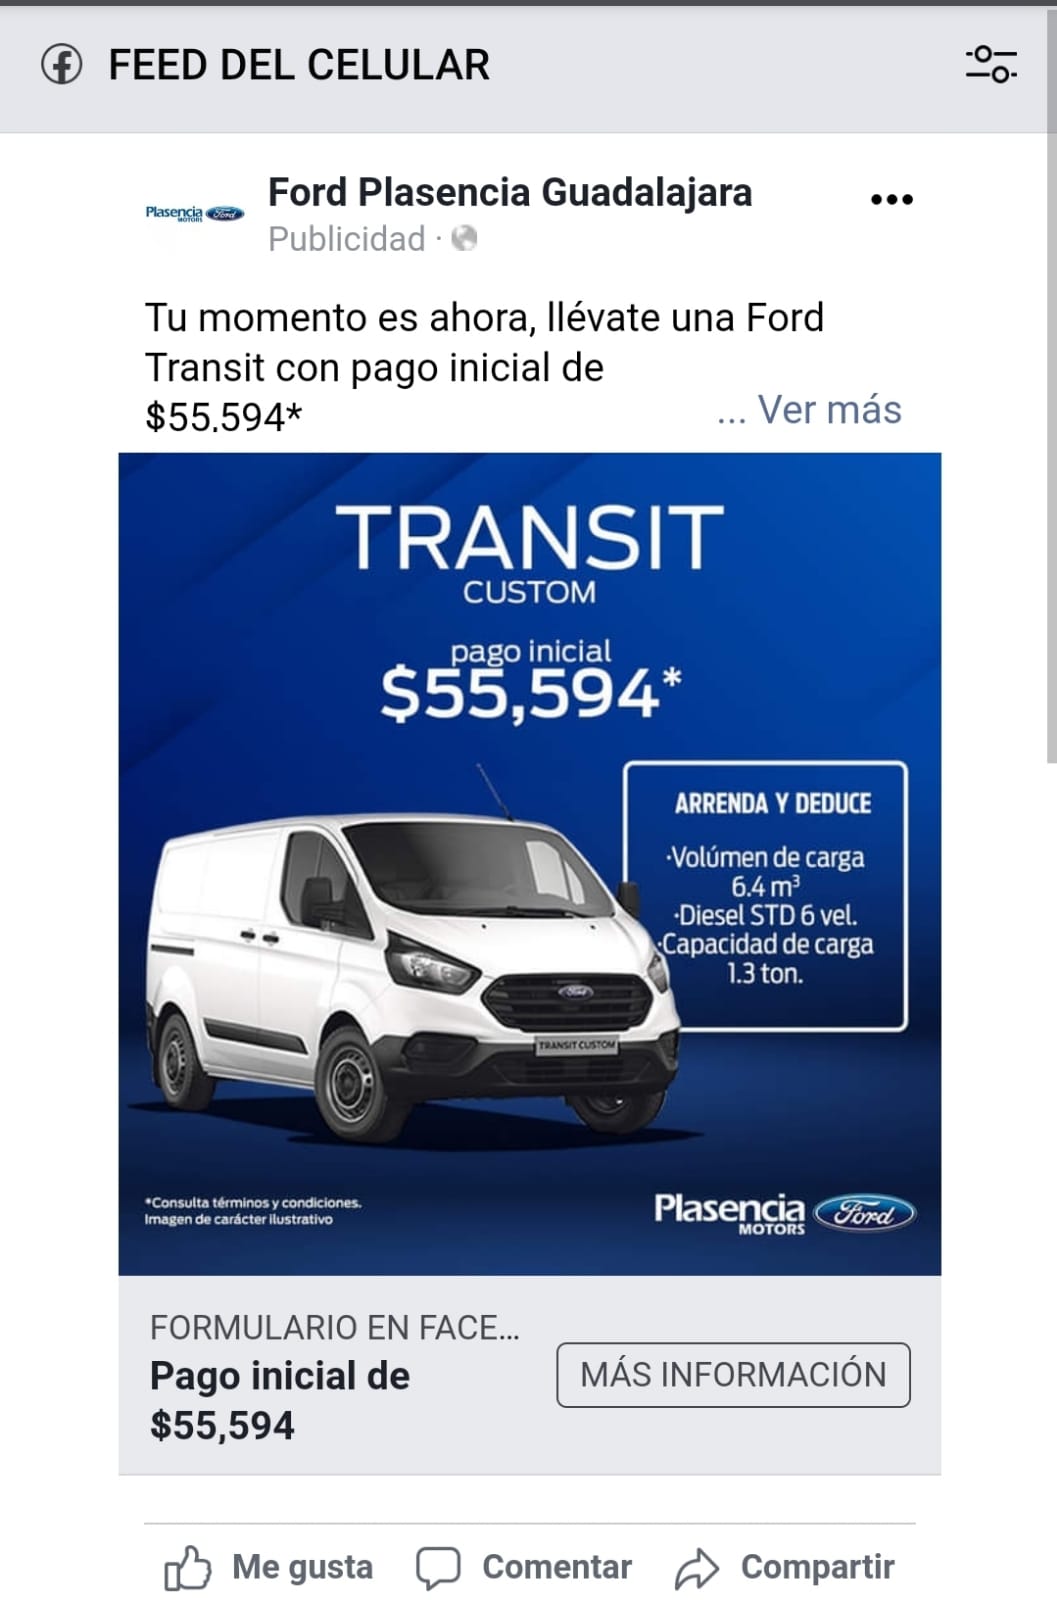 FEED DEL CELULAR
Plasencia
MOTORS
Ford
Ford Plasencia Guadalajara
Publicidad ·
Tu momento es ahora, llévate una Ford
Transit con pago inicial de
$55,594*
... Ver más
TRANSIT
CUSTOM
pago inicial
$55,594*
ARRENDA Y DEDUCE
·Volúmen de carga
6.4 m³
·Diesel STD 6 vel.
·Capacidad de carga
1.3 ton.
Ford
TRANSIT CUSTOM
*Consulta términos y condiciones.
Imagen de carácter ilustrativo
Plasencia
MOTORS
Ford
FORMULARIO EN FACE...
Pago inicial de
$55,594
MÁS INFORMACIÓN
Me gusta
Comentar
Compartir